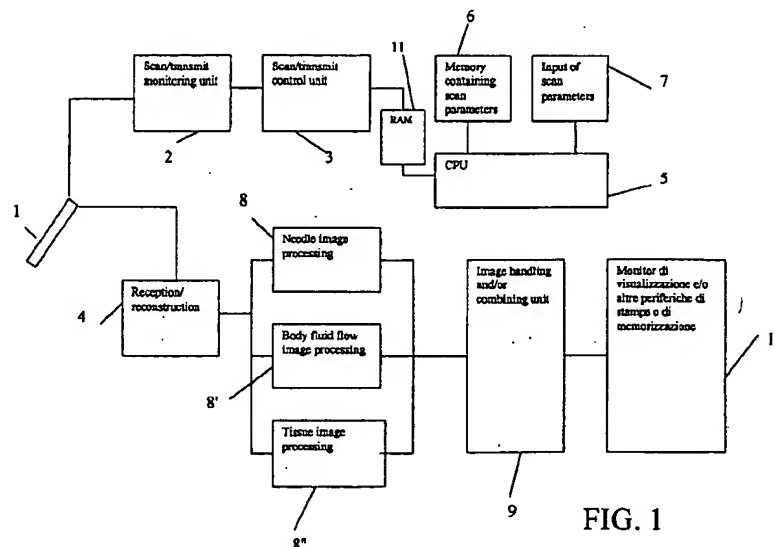 6
11
Scan/transmit
monitoring unit
Scan/transmit
control unit
Memory
containing
scan
parameters
Input of
scan
parameters
7
RAM
2
3
CPU
5
1
8
Needle image
processing
Reception/
reconstruction
4
Image handling
and/or
combining unit
Monitor di
visualizzazione e/o
altre periferiche di
stampa o di
memorizzazione
Body fluid flow
image processing
8'
1
Tissue image
processing
9
8"
FIG. 1